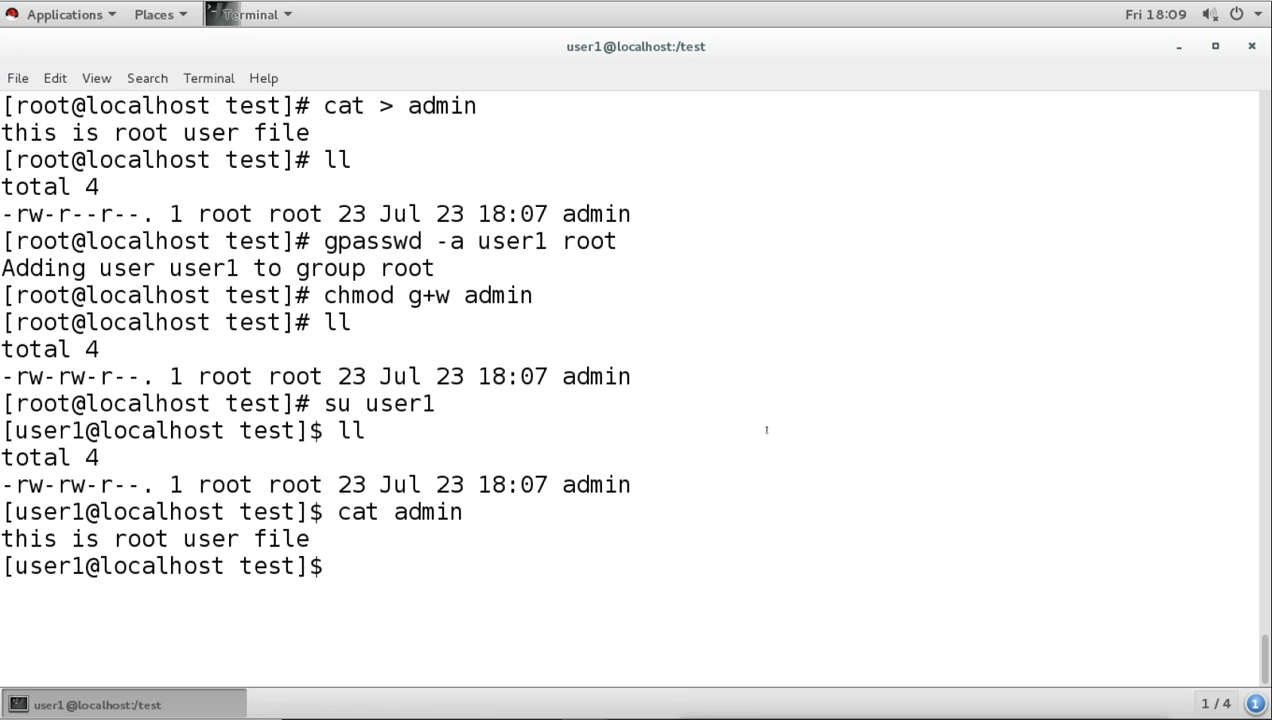 Applications Places Terminal Fri 18:09
user1@localhost:/test
File Edit View Search Terminal Help
[root@localhost test]# cat > admin
this is root user file
[root@localhost test]# ll
total 4
-rw-r--r--. 1 root root 23 Jul 23 18:07 admin
[root@localhost test]# gpasswd -a user1 root
Adding user user1 to group root
[root@localhost test]# chmod g+w admin
[root@localhost test]# ll
total 4
-rw-rw-r--. 1 root root 23 Jul 23 18:07 admin
[root@localhost test]# su user1
[user1@localhost test]$ ll
total 4
-rw-rw-r--. 1 root root 23 Jul 23 18:07 admin
[user1@localhost test]$ cat admin
this is root user file
[user1@localhost test]$
user1@localhost:/test 1 / 4 1